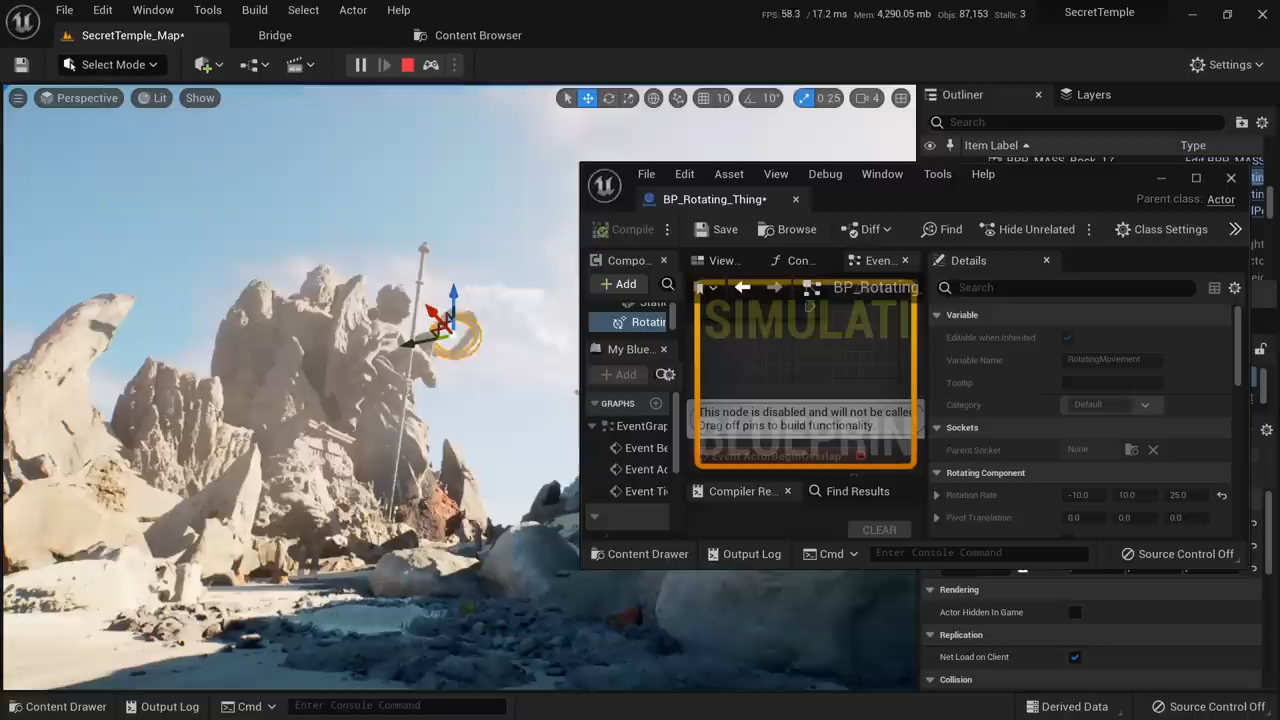 File Edit Window Tools Build Select Actor Help
FPS: 58.3 / 17.2 ms Mem: 4,290.05 mb Objs: 87,153 Stalls: 3 SecretTemple
SecretTemple_Map* Bridge Content Browser
Select Mode Settings
Perspective Lit Show 10 10° 0.25 4
Outliner Layers
Search
Item Label Type
BPP_MASS_Rock_17 Edit BPP_MASS
File Edit Asset View Debug Window Tools Help
BP_Rotating_Thing* Parent class: Actor
Compile Save Browse Diff Find Hide Unrelated Class Settings
Compo... View... Con... Even... Details
+ Add BP_Rotating_ Search
SIMULATI
Rotatin
My Blue...
+ Add
GRAPHS
EventGrap
Event Be
Event Ac
Event Tic
This node is disabled and will not be calle
Drag off pins to build functionality.
BLUEPRIN
Event ActorBeginOverlap
Variable
Editable when Inherited
Variable Name RotatingMovement
Tooltip
Category Default
Sockets
Parent Socket None
Rotating Component
Rotation Rate -10.0 10.0 25.0
Pivot Translation 0.0 0.0 0.0
Compiler Re... Find Results
CLEAR
Content Drawer Output Log Cmd Enter Console Command Source Control Off
Rendering
Actor Hidden In Game
Replication
Net Load on Client
Collision
Content Drawer Output Log Cmd Enter Console Command Derived Data Source Control Off